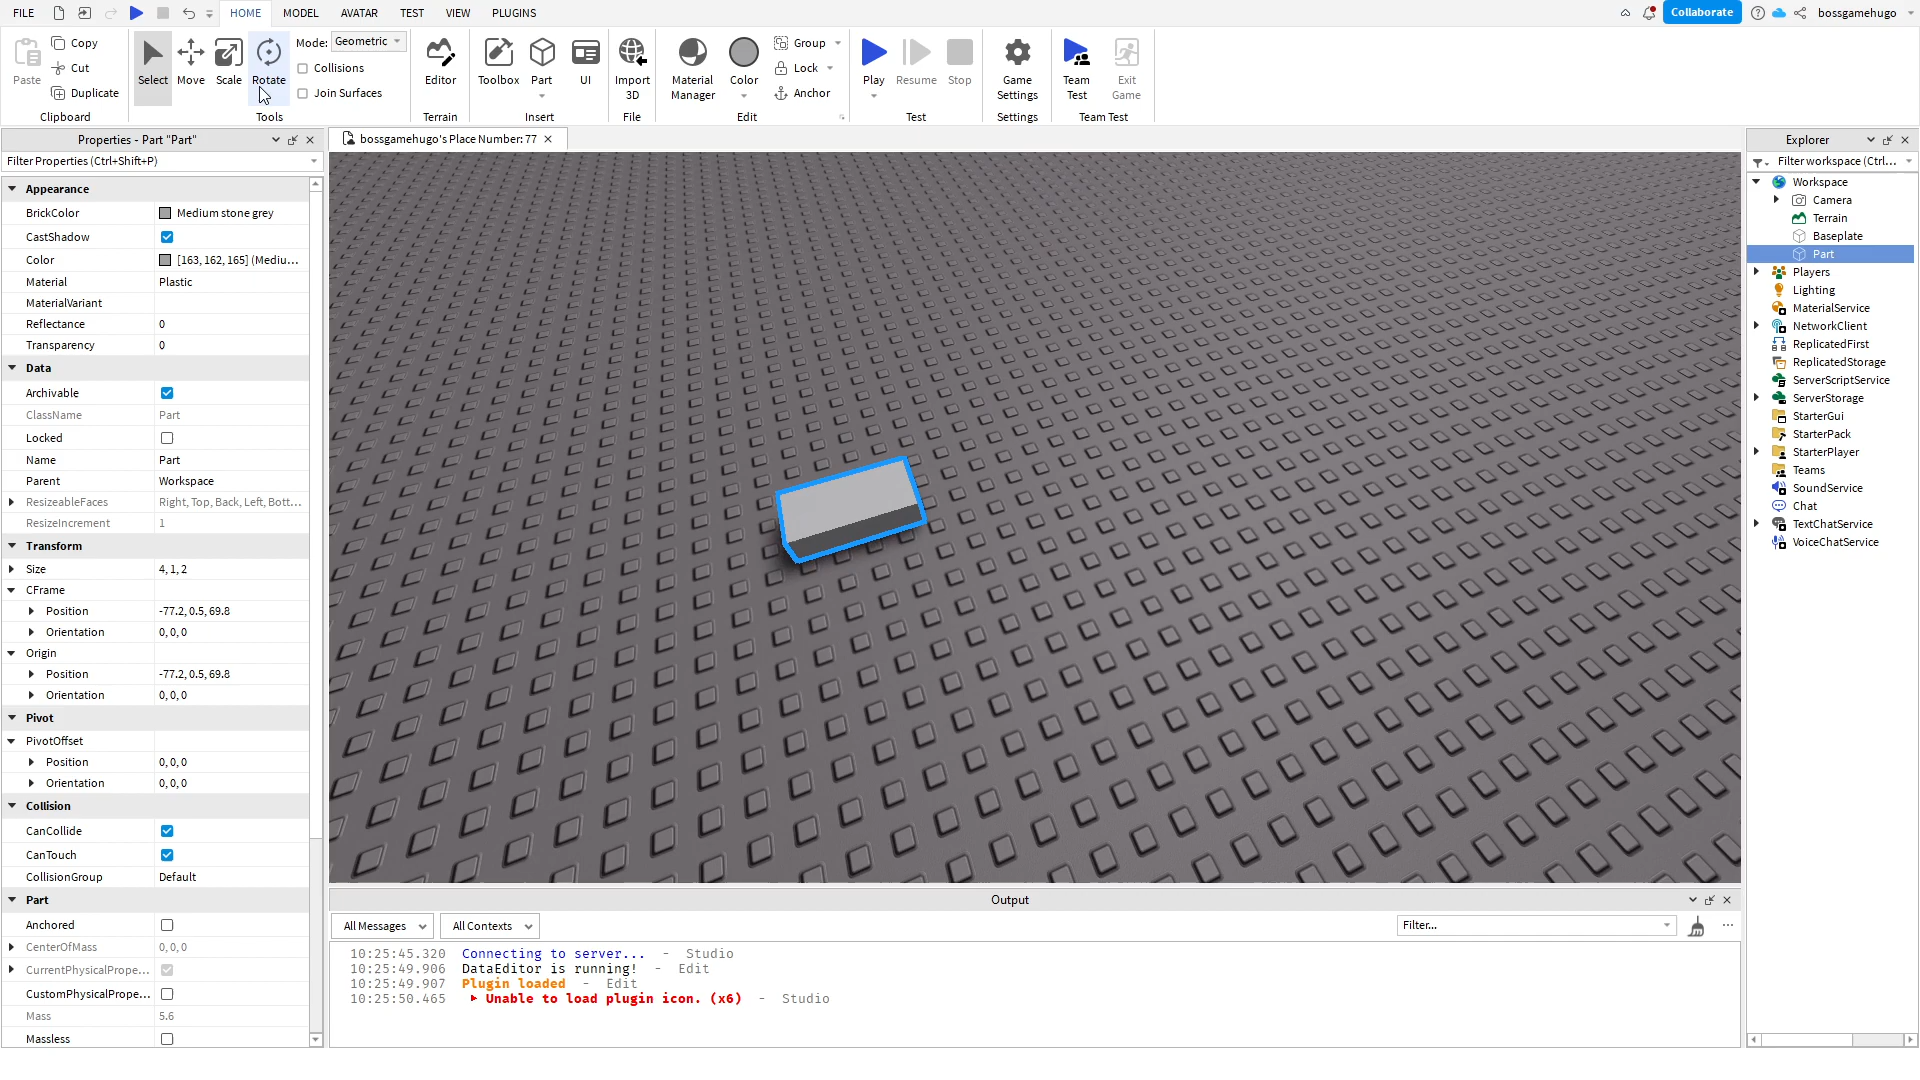 FILE HOME MODEL AVATAR TEST VIEW PLUGINS Collaborate bossgamehugo
Paste Copy Cut Duplicate
Clipboard
Select Move Scale Rotate Mode: Geometric
Collisions
Join Surfaces
Tools
Editor
Terrain
Toolbox Part UI
Insert
Import 3D
File
Material Manager Color Group Lock Anchor
Edit
Play Resume Stop
Test
Game Settings
Settings
Team Test Exit Game
Team Test
Properties - Part "Part"
Filter Properties (Ctrl+Shift+P)
Appearance
BrickColor Medium stone grey
CastShadow
Color [163, 162, 165] (Mediu...
Material Plastic
MaterialVariant
Reflectance 0
Transparency 0
Data
Archivable
ClassName Part
Locked
Name Part
Parent Workspace
ResizeableFaces Right, Top, Back, Left, Bott...
ResizeIncrement 1
Transform
Size 4, 1, 2
CFrame
Position -77.2, 0.5, 69.8
Orientation 0, 0, 0
Origin
Position -77.2, 0.5, 69.8
Orientation 0, 0, 0
Pivot
PivotOffset
Position 0, 0, 0
Orientation 0, 0, 0
Collision
CanCollide
CanTouch
CollisionGroup Default
Part
Anchored
CenterOfMass 0, 0, 0
CurrentPhysicalPrope...
CustomPhysicalPrope...
Mass 5.6
Massless
bossgamehugo's Place Number: 77
Output
All Messages All Contexts Filter...
10:25:45.320 Connecting to server... - Studio
10:25:49.906 DataEditor is running! - Edit
10:25:49.907 Plugin loaded - Edit
10:25:50.465 Unable to load plugin icon. (x6) - Studio
Explorer
Filter workspace (Ctrl...
Workspace
Camera
Terrain
Baseplate
Part
Players
Lighting
MaterialService
NetworkClient
ReplicatedFirst
ReplicatedStorage
ServerScriptService
ServerStorage
StarterGui
StarterPack
StarterPlayer
Teams
SoundService
Chat
TextChatService
VoiceChatService